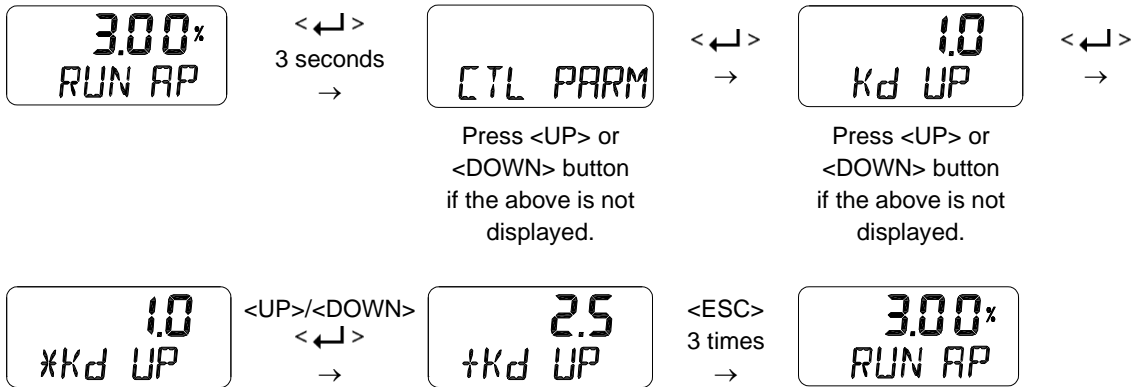 3.00%
RUN AP
< ↵ >
3 seconds
→
CTL PARM
Press <UP> or
<DOWN> button
if the above is not
displayed.
< ↵ >
→
1.0
Kd UP
Press <UP> or
<DOWN> button
if the above is not
displayed.
< ↵ >
→
1.0
*Kd UP
<UP>/<DOWN>
< ↵ >
→
2.5
+Kd UP
<ESC>
3 times
→
3.00%
RUN AP